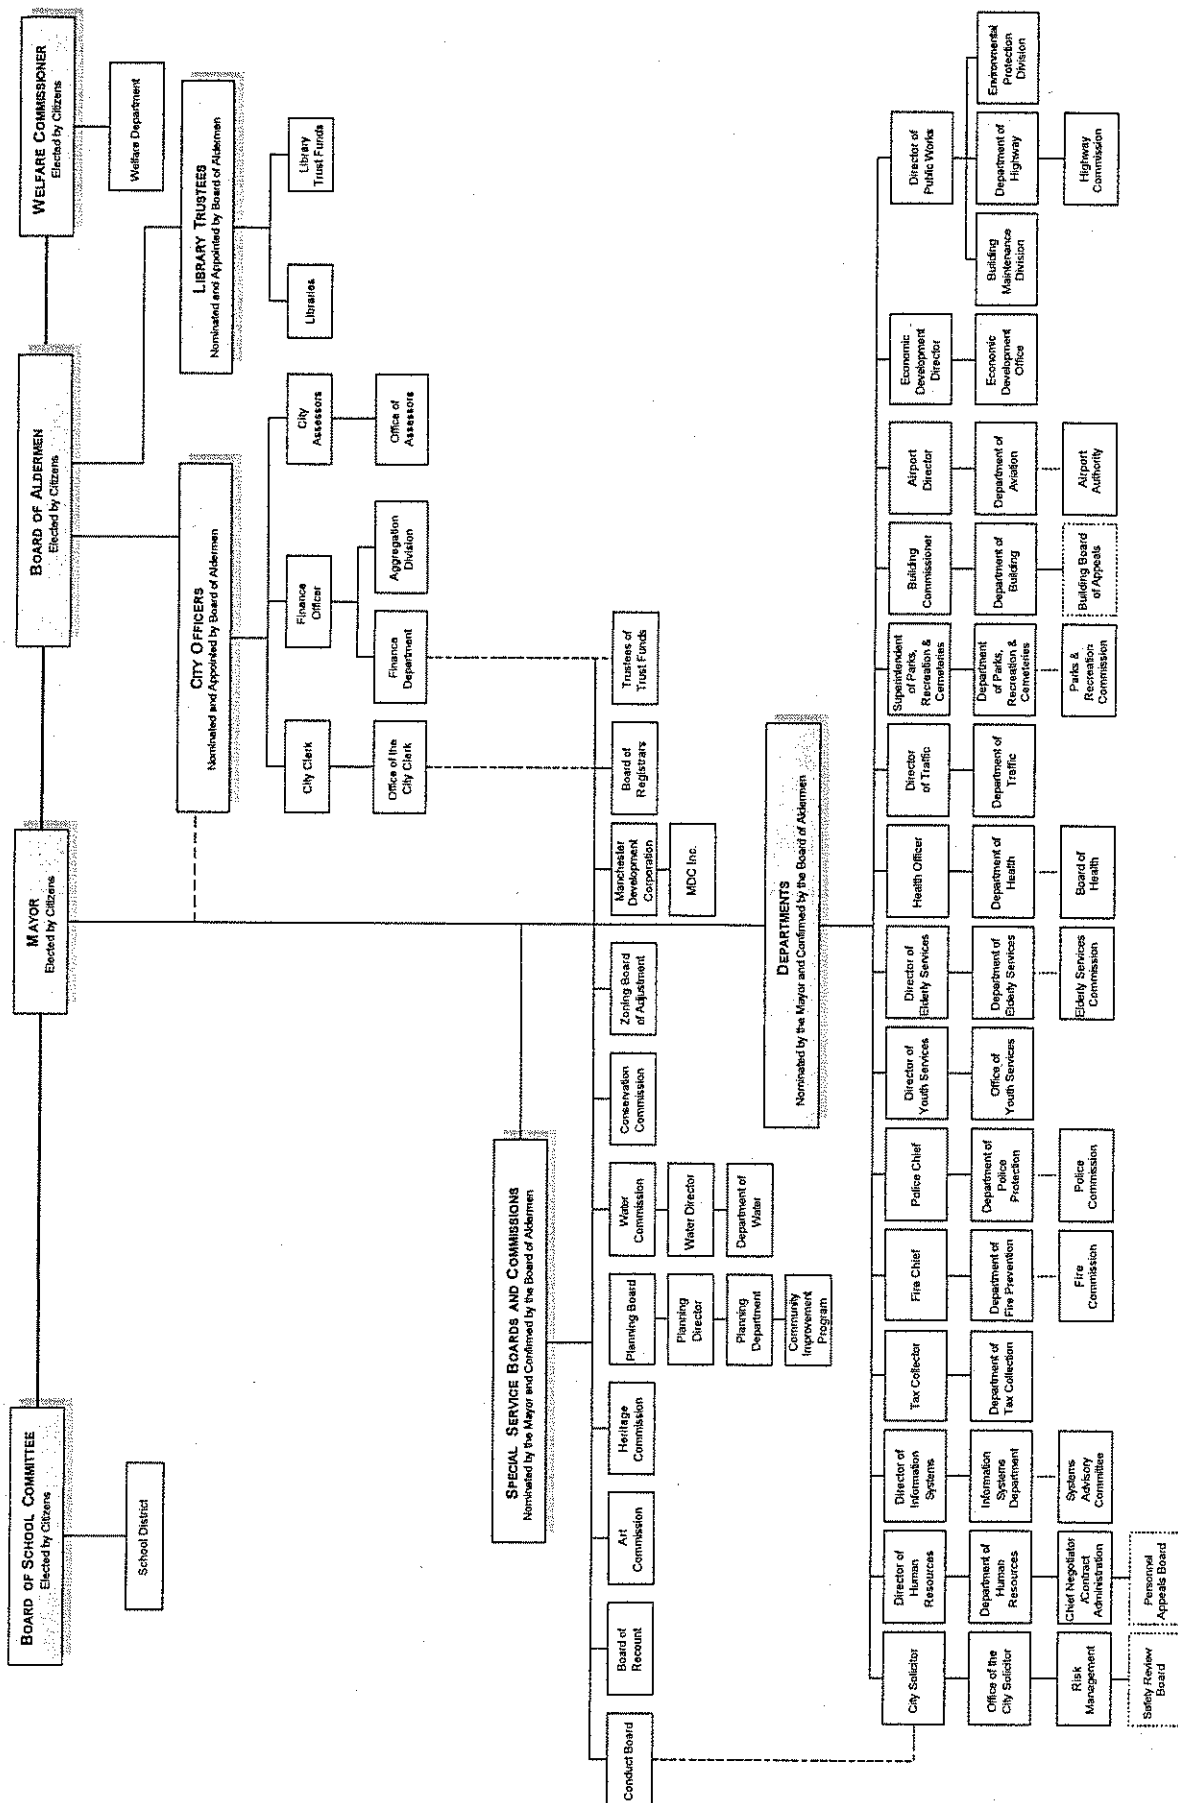 BOARD OF SCHOOL COMMITTEE
Elected by Citizens
School District
MAYOR
Elected by Citizens
BOARD OF ALDERMEN
Elected by Citizens
WELFARE COMMISSIONER
Elected by Citizens
Welfare Department
CITY OFFICERS
Nominated and Appointed by Board of Aldermen
LIBRARY TRUSTEES
Nominated and Appointed by Board of Aldermen
City Clerk
Finance
Officer
City
Assessors
Libraries
Library
Trust Funds
Office of the
City Clerk
Finance
Department
Aggregation
Division
Office of
Assessors
SPECIAL SERVICE BOARDS AND COMMISSIONS
Nominated by the Mayor and Confirmed by the Board of Aldermen
Conduct Board
Board of
Recount
Art
Commission
Heritage
Commission
Planning Board
Water
Commission
Conservation
Commission
Zoning Board
of Adjustment
Manchester
Development
Corporation
Board of
Registrars
Trustees of
Trust Funds
Planning
Director
Water Director
MDC Inc.
Planning
Department
Department of
Water
Community
Improvement
Program
DEPARTMENTS
Nominated by the Mayor and Confirmed by the Board of Aldermen
City Solicitor
Director of
Human
Resources
Director of
Information
Systems
Tax Collector
Fire Chief
Police Chief
Director of
Youth Services
Director of
Elderly Services
Health Officer
Director
of Traffic
Superintendent
of Parks,
Recreation &
Cemeteries
Building
Commissioner
Airport
Director
Economic
Development
Director
Director of
Public Works
Office of the
City Solicitor
Department of
Human
Resources
Information
Systems
Department
Department of
Tax Collection
Department of
Fire Prevention
Department of
Police
Protection
Office of
Youth Services
Department of
Elderly Services
Department of
Health
Department of
Traffic
Department
of Parks,
Recreation &
Cemeteries
Department of
Building
Department of
Aviation
Economic
Development
Office
Building
Maintenance
Division
Department of
Highway
Environmental
Protection
Division
Risk
Management
Chief Negotiator
/Contract
Administration
Systems
Advisory
Committee
Fire
Commission
Police
Commission
Elderly Services
Commission
Board of
Health
Parks &
Recreation
Commission
Building Board
of Appeals
Airport
Authority
Highway
Commission
Safety Review
Board
Personnel
Appeals Board